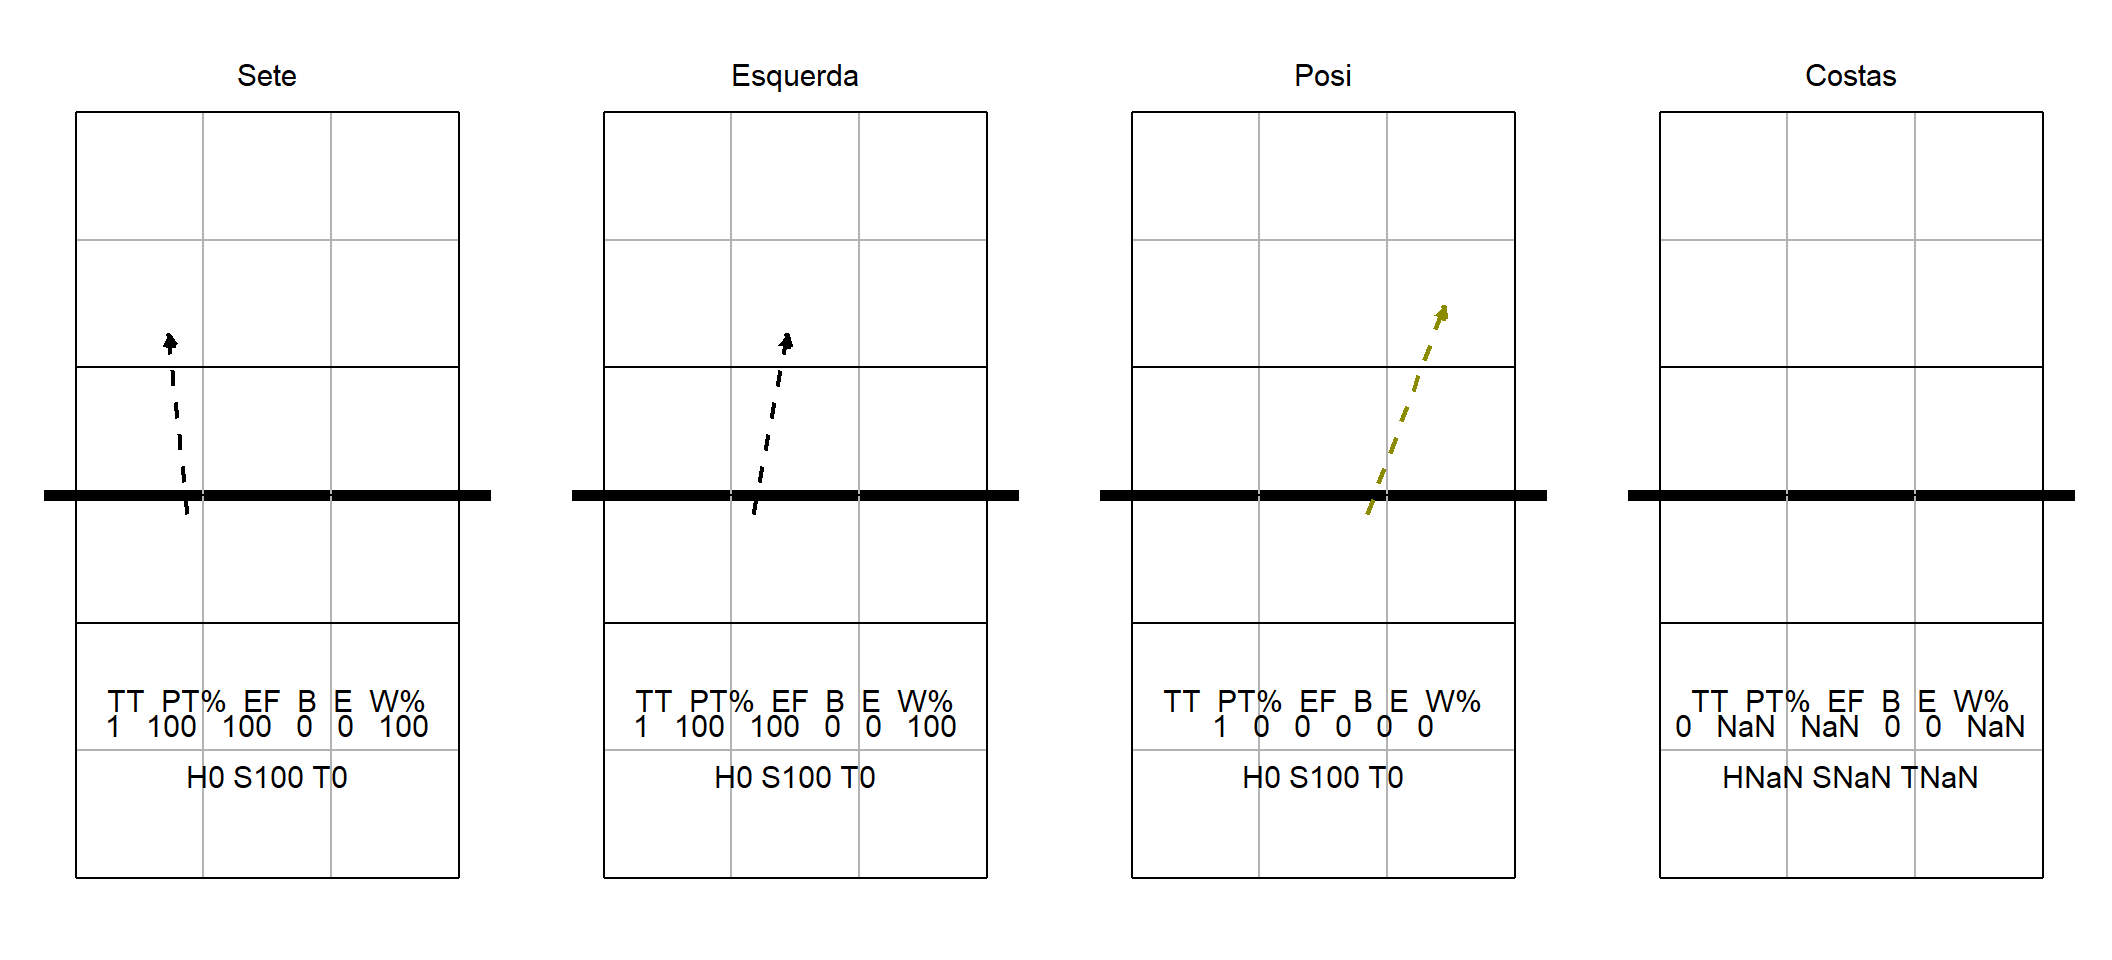 Sete
TT PT% EF B E W%
1 100 100 0 0 100
H0 S100 T0
Esquerda
TT PT% EF B E W%
1 100 100 0 0 100
H0 S100 T0
Posi
TT PT% EF B E W%
1 0 0 0 0 0
H0 S100 T0
Costas
TT PT% EF B E W%
0 NaN NaN 0 0 NaN
HNaN SNaN TNaN